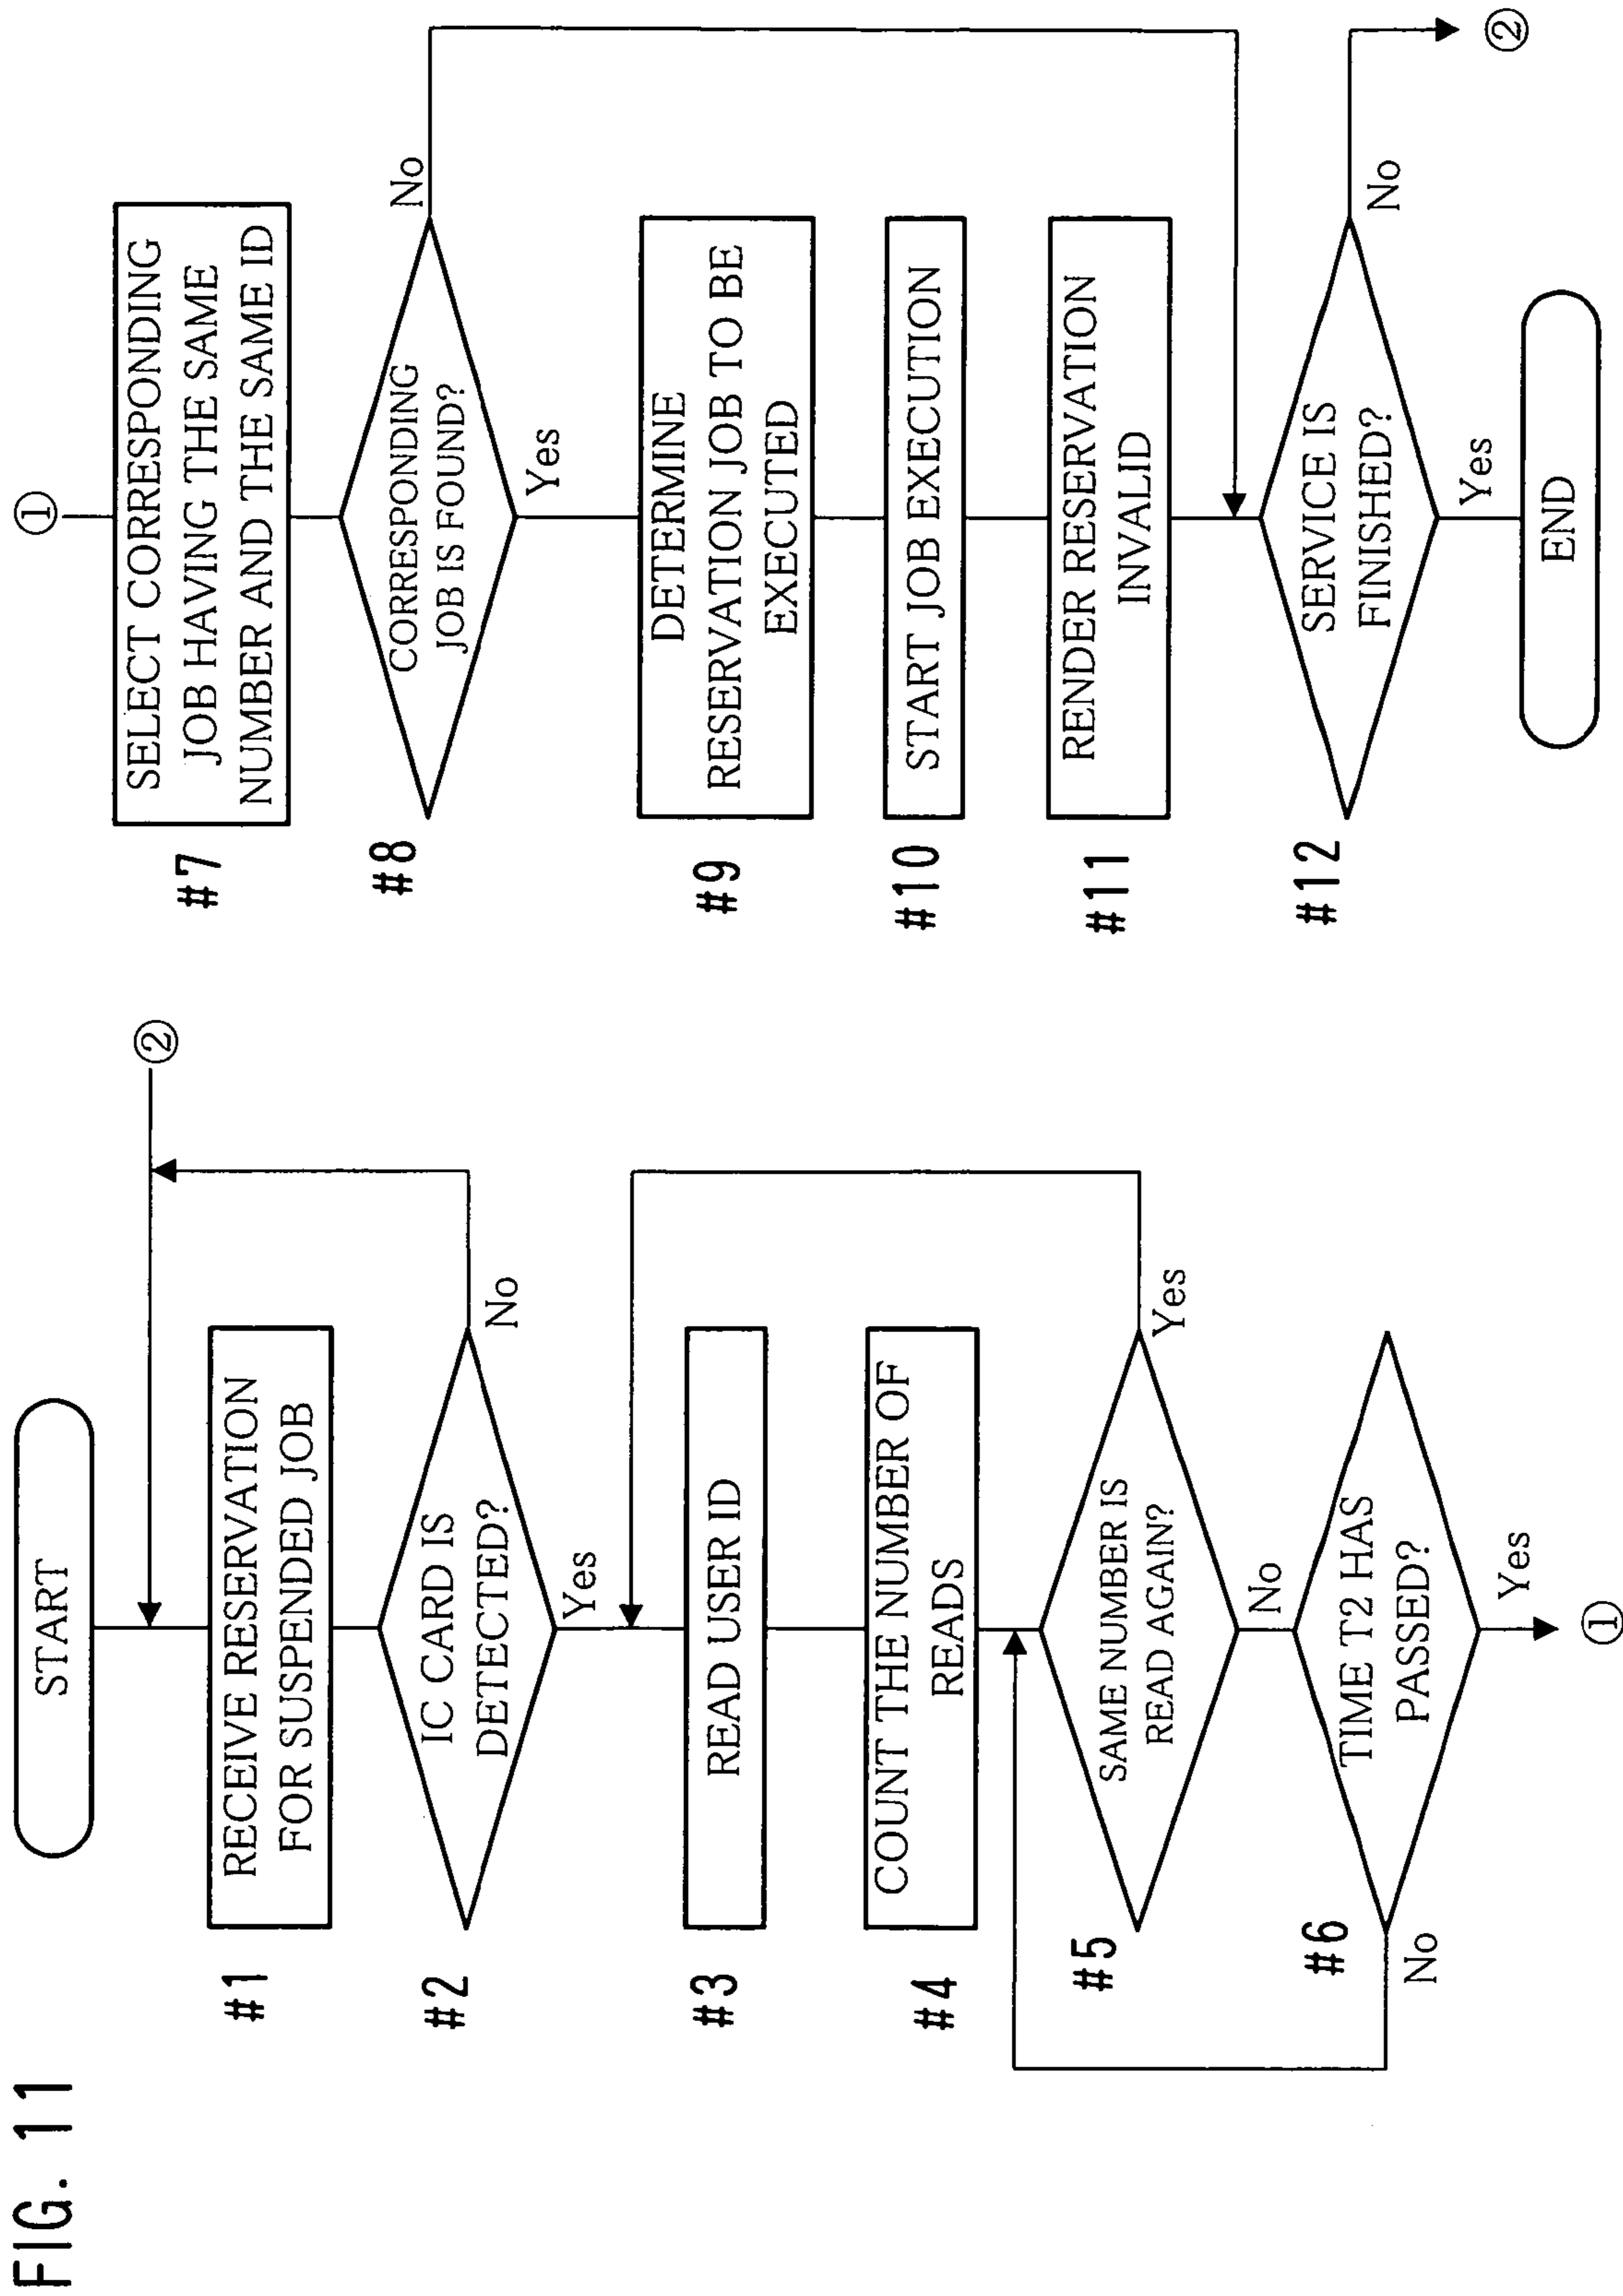 FIG. 11
START
②
#1
RECEIVE RESERVATION
FOR SUSPENDED JOB
#2
IC CARD IS
DETECTED?
No
Yes
#3
READ USER ID
#4
COUNT THE NUMBER OF
READS
#5
SAME NUMBER IS
READ AGAIN?
Yes
No
#6
TIME T2 HAS
PASSED?
No
Yes
①
①
#7
SELECT CORRESPONDING
JOB HAVING THE SAME
NUMBER AND THE SAME ID
#8
CORRESPONDING
JOB IS FOUND?
No
Yes
#9
DETERMINE
RESERVATION JOB TO BE
EXECUTED
#10
START JOB EXECUTION
#11
RENDER RESERVATION
INVALID
#12
SERVICE IS
FINISHED?
No
②
Yes
END